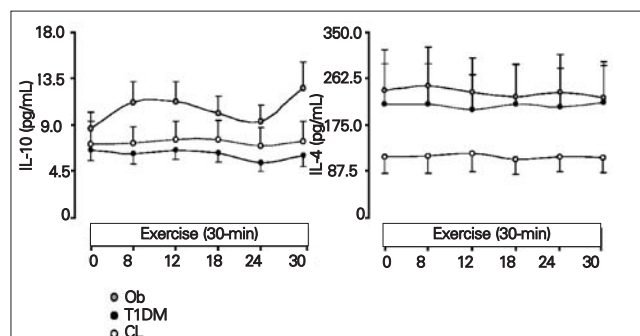 18.0
13.5
9.0
4.5
0
IL-10 (pg/mL)
Exercise (30-min)
0 8 12 18 24 30
350.0
262.5
175.0
87.5
0
IL-4 (pg/mL)
Exercise (30-min)
0 8 12 18 24 30
Ob
T1DM
CL